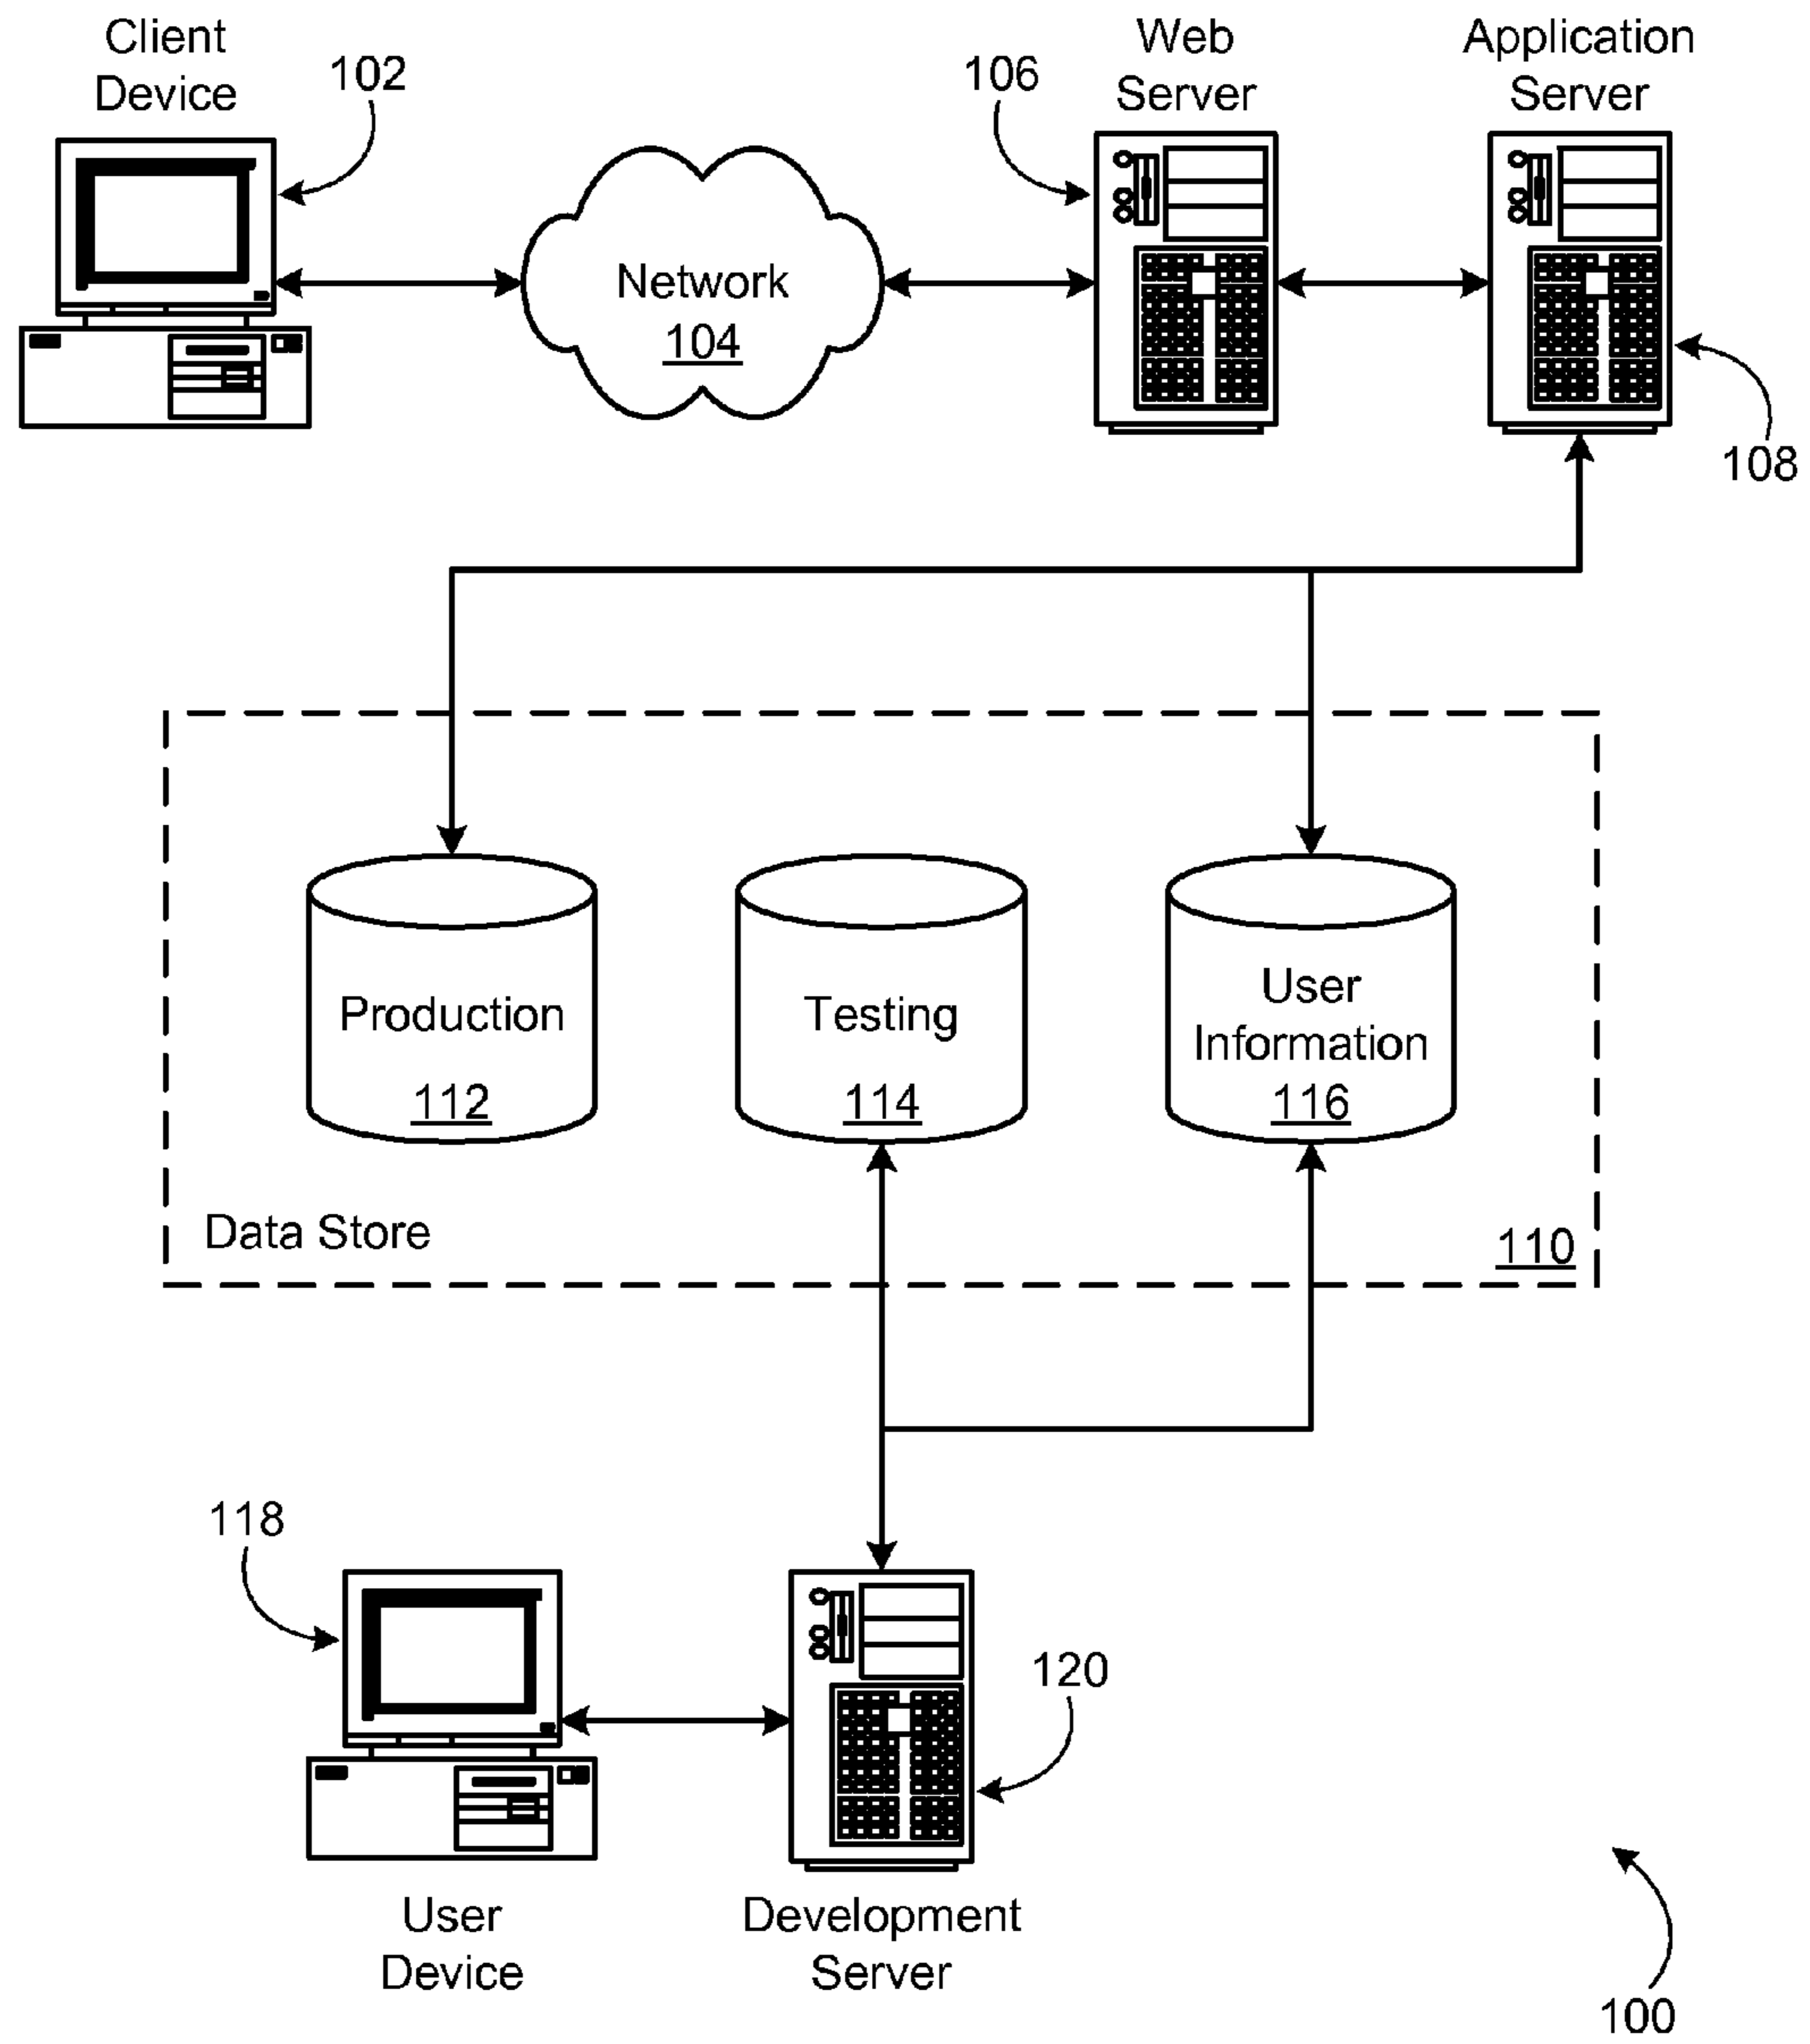 Client
Device
102
Network
104
106
Web
Server
Application
Server
108
Production
112
Testing
114
User
Information
116
Data Store
110
118
120
User
Device
Development
Server
100